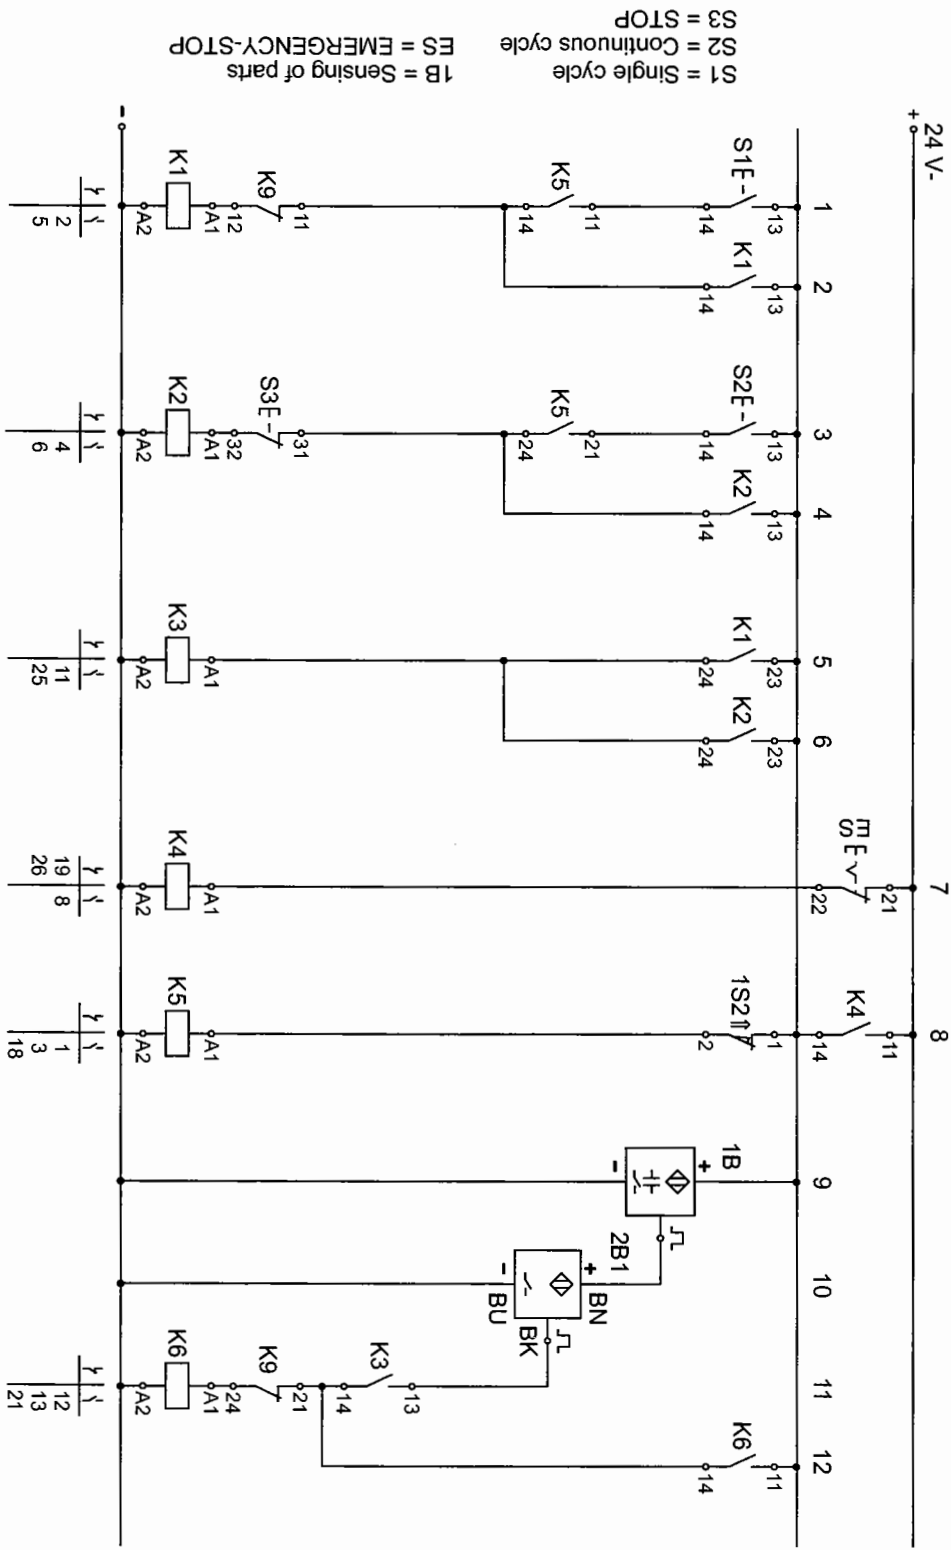 24 V-
+
7 8
21 11
ES E K4
22 14
1 2 3 4 5 6 9 10 11 12
13 13 13 13 23 23 1 11
S1E K1 S2E K2 K1 K2 1S2 1B + K6
14 14 14 14 24 24 2 14
- 2B1
11 21 + BN
K5 K5
14 24 - BU BK
13
K3
14
11 31 21
K9 S3E K9
12 32 24
A1 A1 A1 A1 A1 A1
K1 K2 K3 K4 K5 K6
A2 A2 A2 A2 A2 A2
-
2 4 11 19 8 1 12
5 6 25 26 3 13
18 21
S1 = Single cycle
S2 = Continuous cycle
S3 = STOP
1B = Sensing of parts
ES = EMERGENCY-STOP